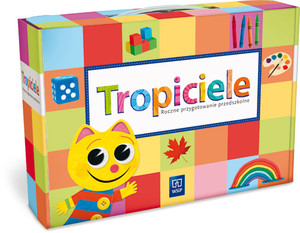 Tropiciele
Roczne przygotowanie przedszkolne
WSiP